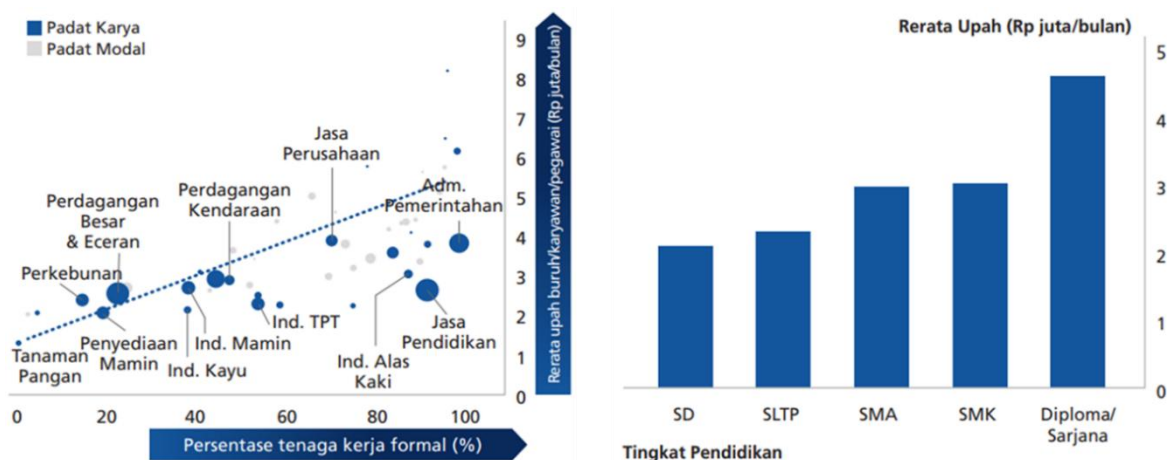 Padat Karya
Padat Modal
Jasa
Perusahaan
Adm.
Pemerintahan
Perdagangan
Kendaraan
Perdagangan
Besar
& Eceran
Perkebunan
Tanaman
Pangan
Penyediaan
Mamin
Ind. Kayu
Ind. Mamin
Ind. TPT
Ind. Alas
Kaki
Jasa
Pendidikan
9
8
7
6
5
4
3
2
1
0
Rerata upah buruh/karyawan/pegawai (Rp juta/bulan)
0 20 40 60 80 100
Persentase tenaga kerja formal (%)
Rerata Upah (Rp juta/bulan)
5
4
3
2
1
0
SD SLTP SMA SMK Diploma/
Sarjana
Tingkat Pendidikan